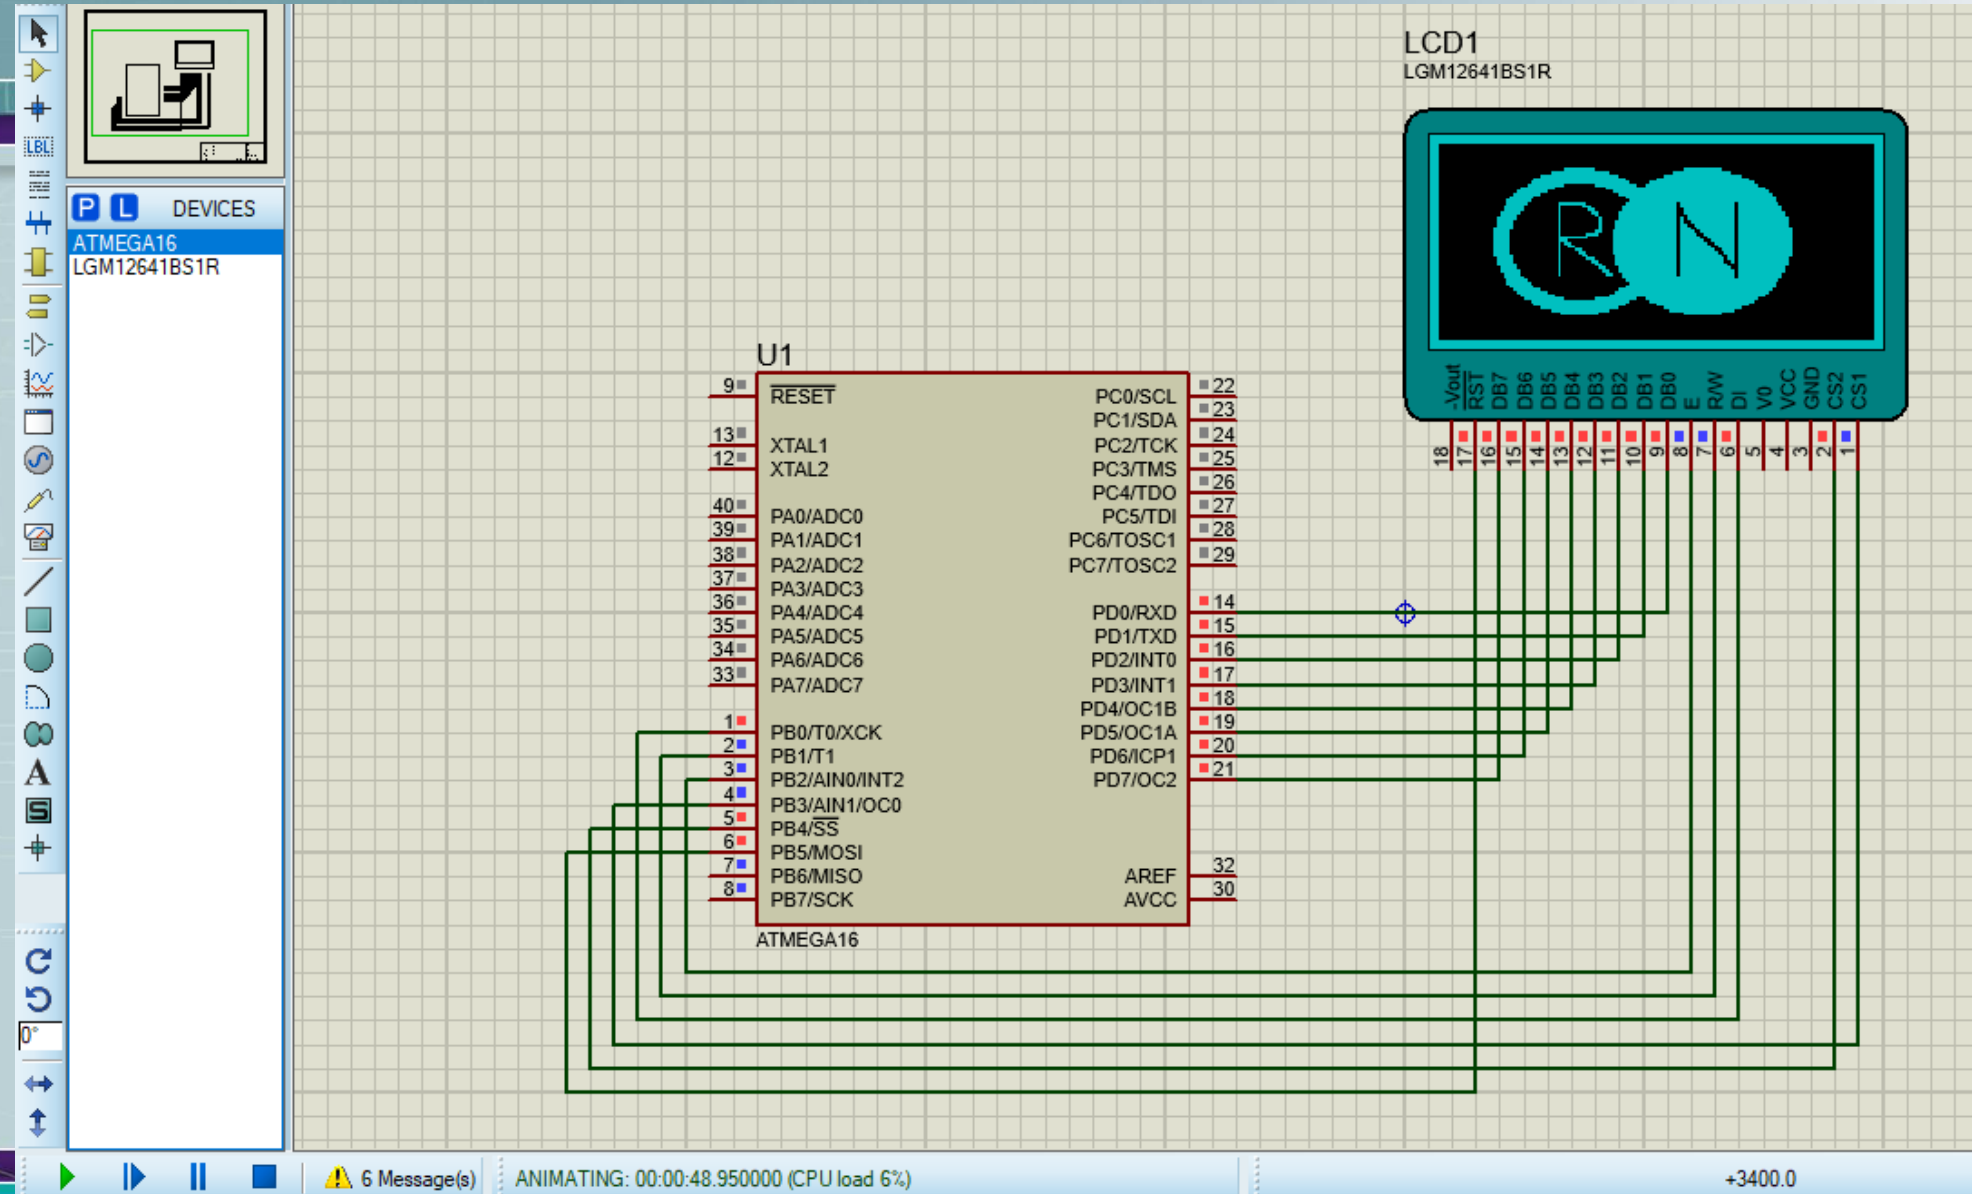 LBL
A
S
0°
P L DEVICES
ATMEGA16
LGM12641BS1R
LCD1
LGM12641BS1R
R N
-Vout
RST
DB7
DB6
DB5
DB4
DB3
DB2
DB1
DB0
E
R/W
DI
V0
VCC
GND
CS2
CS1
18
17
16
15
14
13
12
11
10
9
8
7
6
5
4
3
2
1
U1
9 RESET
13 XTAL1
12 XTAL2
40 PA0/ADC0
39 PA1/ADC1
38 PA2/ADC2
37 PA3/ADC3
36 PA4/ADC4
35 PA5/ADC5
34 PA6/ADC6
33 PA7/ADC7
1 PB0/T0/XCK
2 PB1/T1
3 PB2/AIN0/INT2
4 PB3/AIN1/OC0
5 PB4/SS
6 PB5/MOSI
7 PB6/MISO
8 PB7/SCK
PC0/SCL 22
PC1/SDA 23
PC2/TCK 24
PC3/TMS 25
PC4/TDO 26
PC5/TDI 27
PC6/TOSC1 28
PC7/TOSC2 29
PD0/RXD 14
PD1/TXD 15
PD2/INT0 16
PD3/INT1 17
PD4/OC1B 18
PD5/OC1A 19
PD6/ICP1 20
PD7/OC2 21
AREF 32
AVCC 30
ATMEGA16
6 Message(s)
ANIMATING: 00:00:48.950000 (CPU load 6%)
+3400.0